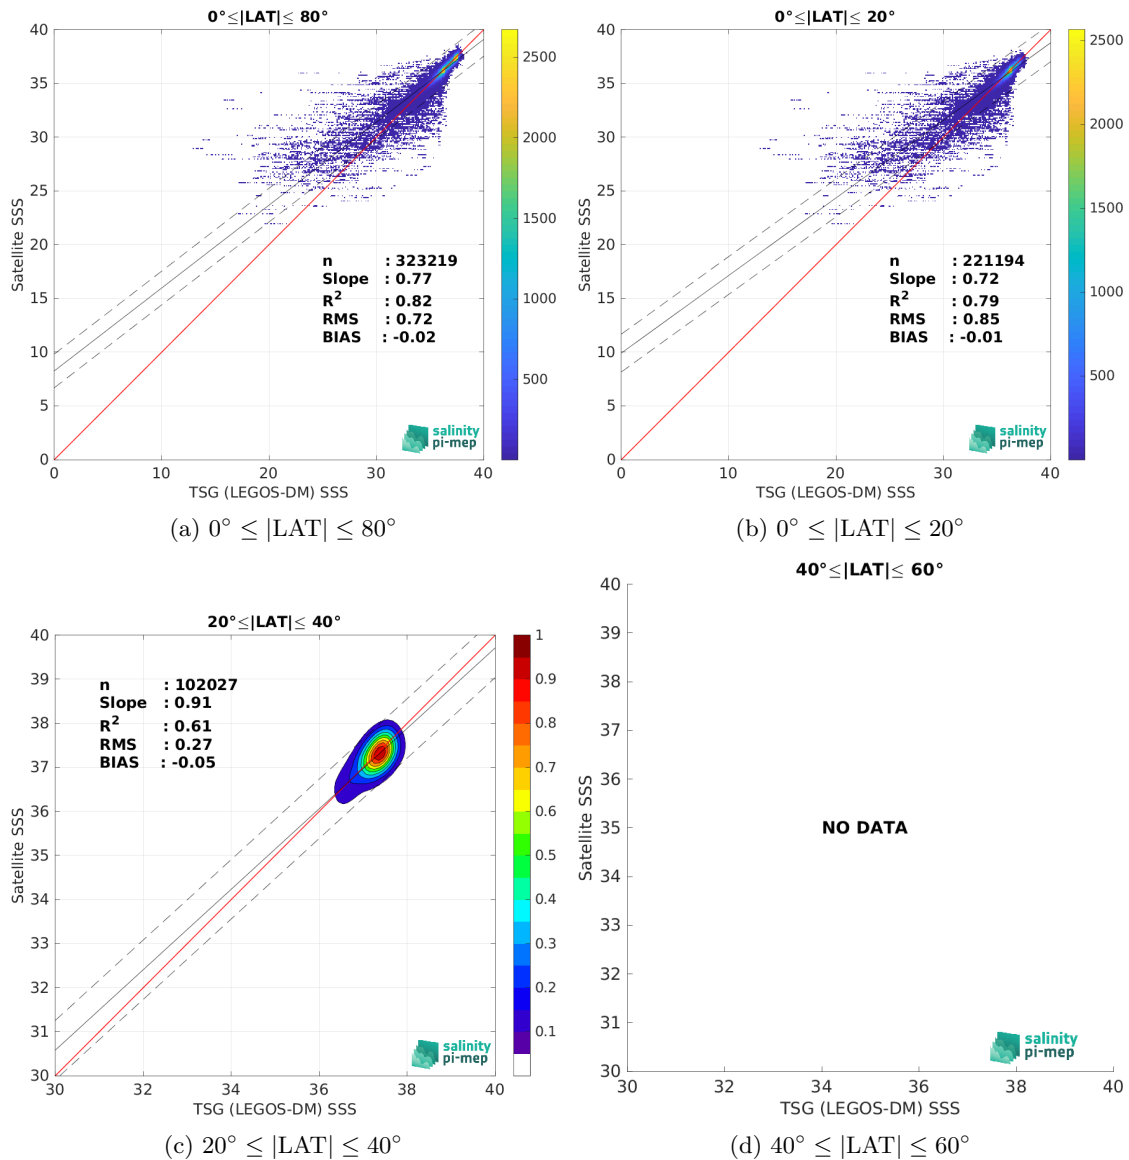 0°≤|LAT|≤ 80°
Satellite SSS
40
35
30
25
20
15
10
5
0
n : 323219
Slope : 0.77
R2 : 0.82
RMS : 0.72
BIAS : -0.02
salinity
pi-mep
0 10 20 30 40
TSG (LEGOS-DM) SSS
2500
2000
1500
1000
500
(a) 0° ≤ |LAT| ≤ 80°
0°≤|LAT|≤ 20°
Satellite SSS
40
35
30
25
20
15
10
5
0
n : 221194
Slope : 0.72
R2 : 0.79
RMS : 0.85
BIAS : -0.01
salinity
pi-mep
0 10 20 30 40
TSG (LEGOS-DM) SSS
2500
2000
1500
1000
500
(b) 0° ≤ |LAT| ≤ 20°
20°≤|LAT|≤ 40°
Satellite SSS
40
39
38
37
36
35
34
33
32
31
30
n : 102027
Slope : 0.91
R2 : 0.61
RMS : 0.27
BIAS : -0.05
salinity
pi-mep
30 32 34 36 38 40
TSG (LEGOS-DM) SSS
1
0.9
0.8
0.7
0.6
0.5
0.4
0.3
0.2
0.1
(c) 20° ≤ |LAT| ≤ 40°
40°≤|LAT|≤ 60°
Satellite SSS
40
39
38
37
36
35
34
33
32
31
30
NO DATA
salinity
pi-mep
30 32 34 36 38 40
TSG (LEGOS-DM) SSS
(d) 40° ≤ |LAT| ≤ 60°